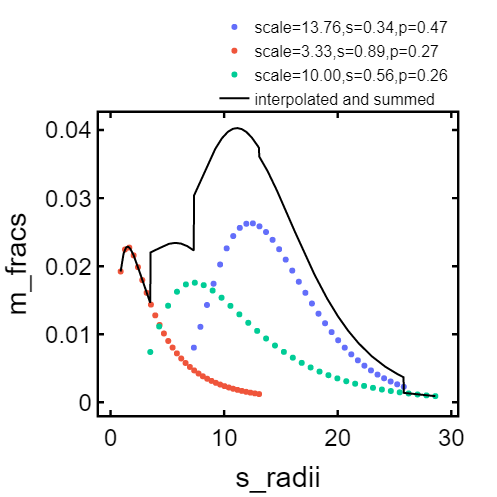 scale=13.76,s=0.34,p=0.47
scale=3.33,s=0.89,p=0.27
scale=10.00,s=0.56,p=0.26
interpolated and summed
0.04
0.03
0.02
0.01
0
m_fracs
0 10 20 30
s_radii